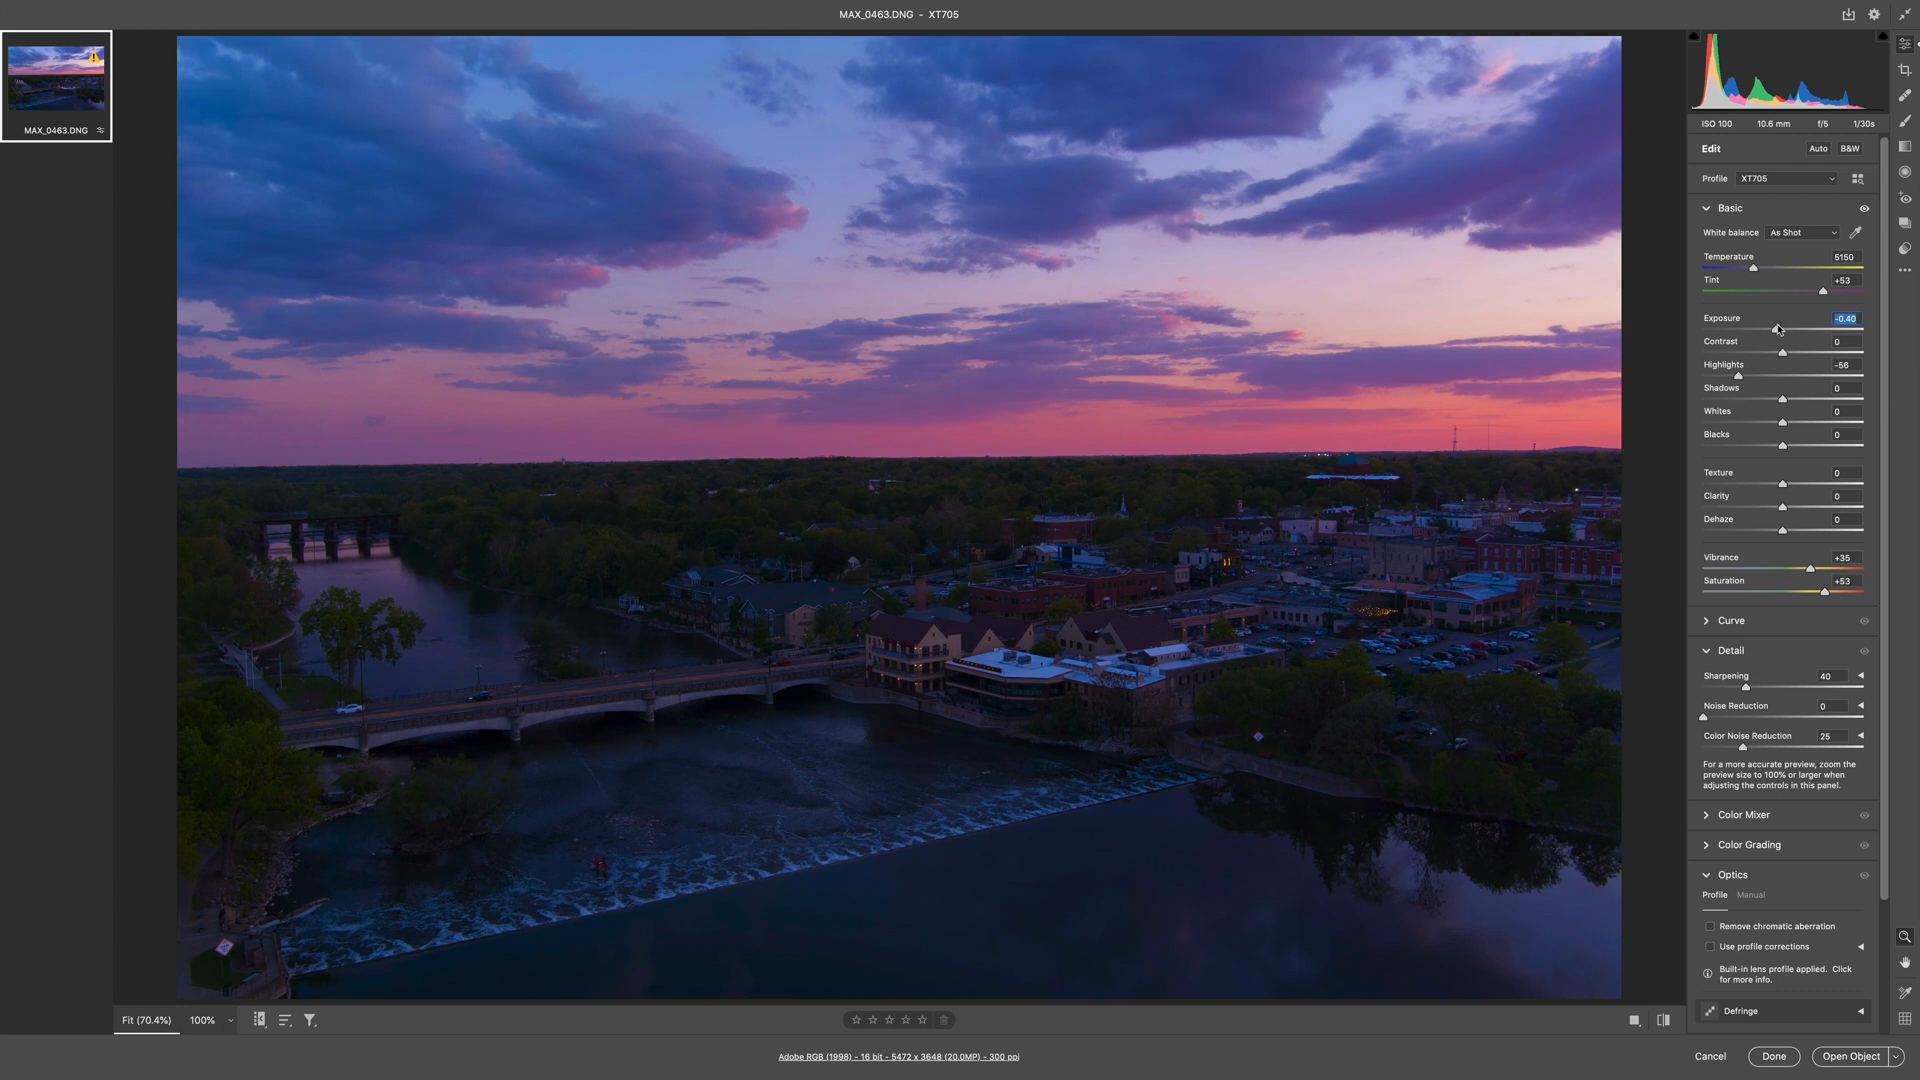 MAX_0463.DNG - XT705
MAX_0463.DNG
ISO 100 10.6 mm f/5 1/30s
Edit Auto B&W
Profile XT705
Basic
White balance As Shot
Temperature 5150
Tint +53
Exposure -0.40
Contrast 0
Highlights -56
Shadows 0
Whites 0
Blacks 0
Texture 0
Clarity 0
Dehaze 0
Vibrance +35
Saturation +53
Curve
Detail
Sharpening 40
Noise Reduction 0
Color Noise Reduction 25
For a more accurate preview, zoom the
preview size to 100% or larger when
adjusting the controls in this panel.
Color Mixer
Color Grading
Optics
Profile Manual
Remove chromatic aberration
Use profile corrections
Built-in lens profile applied. Click
for more info.
Defringe
Fit (70.4%) 100%
Adobe RGB (1998) - 16 bit - 5472 x 3648 (20.0MP) - 300 ppi
Cancel Done Open Object